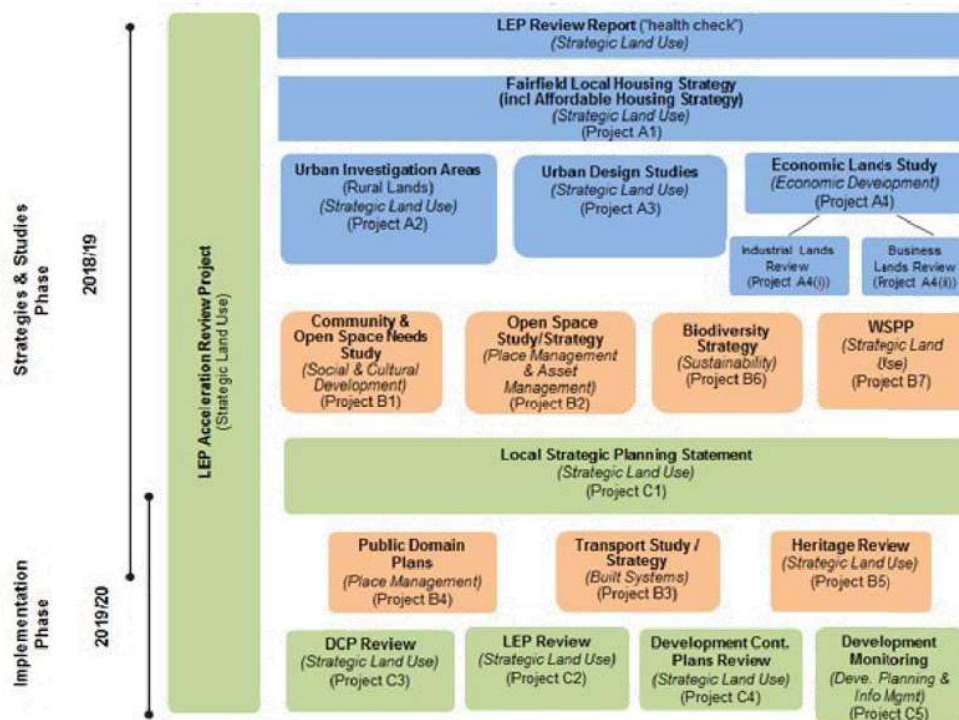 LEP Review Report ("health check")
(Strategic Land Use)
Fairfield Local Housing Strategy
(incl Affordable Housing Strategy)
(Strategic Land Use)
(Project A1)
Urban Investigation Areas
(Rural Lands)
(Strategic Land Use)
(Project A2)
Urban Design Studies
(Strategic Land Use)
(Project A3)
Economic Lands Study
(Economic Development)
(Project A4)
Industrial Lands
Review
(Project A4(i))
Business
Lands Review
(Project A4(ii))
Community &
Open Space Needs
Study
(Social & Cultural
Development)
(Project B1)
Open Space
Study/Strategy
(Place Management
& Asset
Management)
(Project B2)
Biodiversity
Strategy
(Sustainability)
(Project B6)
WSPP
(Strategic Land
Use)
(Project B7)
Local Strategic Planning Statement
(Strategic Land Use)
(Project C1)
Public Domain
Plans
(Place Management)
(Project B4)
Transport Study /
Strategy
(Built Systems)
(Project B3)
Heritage Review
(Strategic Land Use)
(Project B5)
DCP Review
(Strategic Land Use)
(Project C3)
LEP Review
(Strategic Land Use)
(Project C2)
Development Cont.
Plans Review
(Strategic Land Use)
(Project C4)
Development
Monitoring
(Deve. Planning &
Info Mgmt)
(Project C5)
LEP Acceleration Review Project
(Strategic Land Use)
Strategies & Studies
Phase
2018/19
Implementation
Phase
2019/20